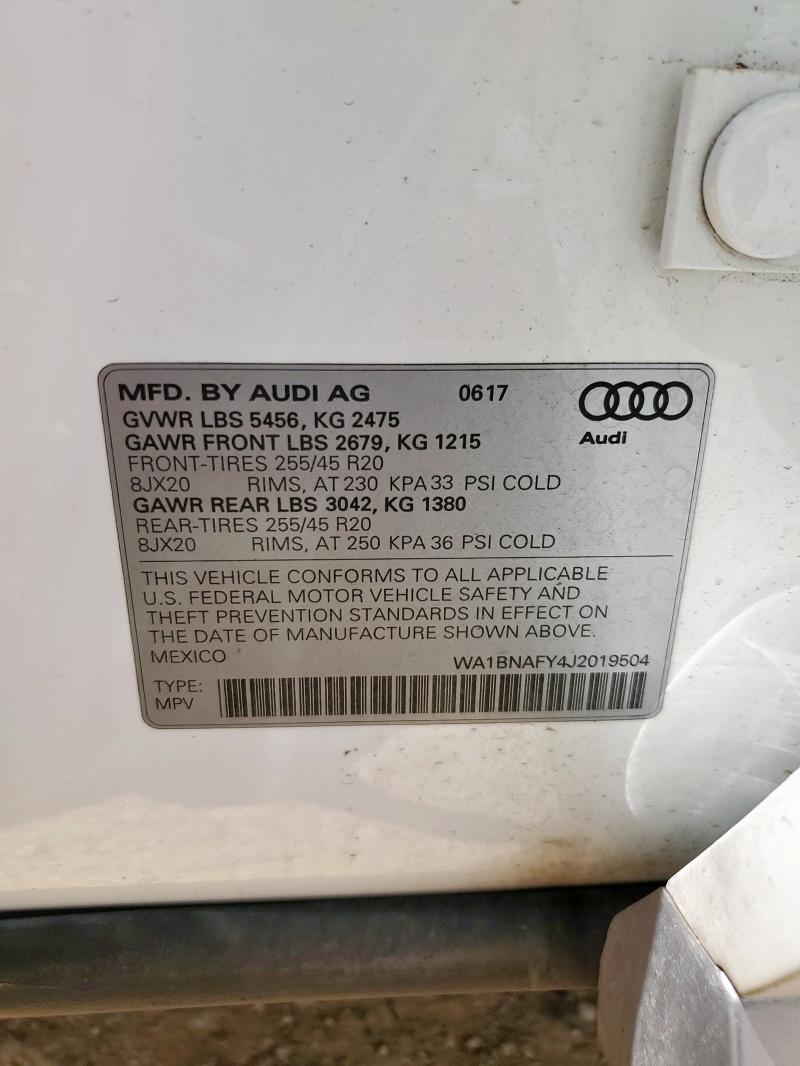 MFD. BY AUDI AG 0617
GVWR LBS 5456, KG 2475
GAWR FRONT LBS 2679, KG 1215
Audi
FRONT-TIRES 255/45 R20
8JX20 RIMS, AT 230 KPA 33 PSI COLD
GAWR REAR LBS 3042, KG 1380
REAR-TIRES 255/45 R20
8JX20 RIMS, AT 250 KPA 36 PSI COLD
THIS VEHICLE CONFORMS TO ALL APPLICABLE
U.S. FEDERAL MOTOR VEHICLE SAFETY AND
THEFT PREVENTION STANDARDS IN EFFECT ON
THE DATE OF MANUFACTURE SHOWN ABOVE.
MEXICO WA1BNAFY4J2019504
TYPE:
MPV